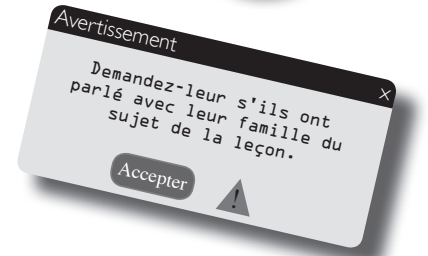 Avertissement
Demandez-leur s'ils ont
parlé avec leur famille du
sujet de la leçon.
Accepter
!